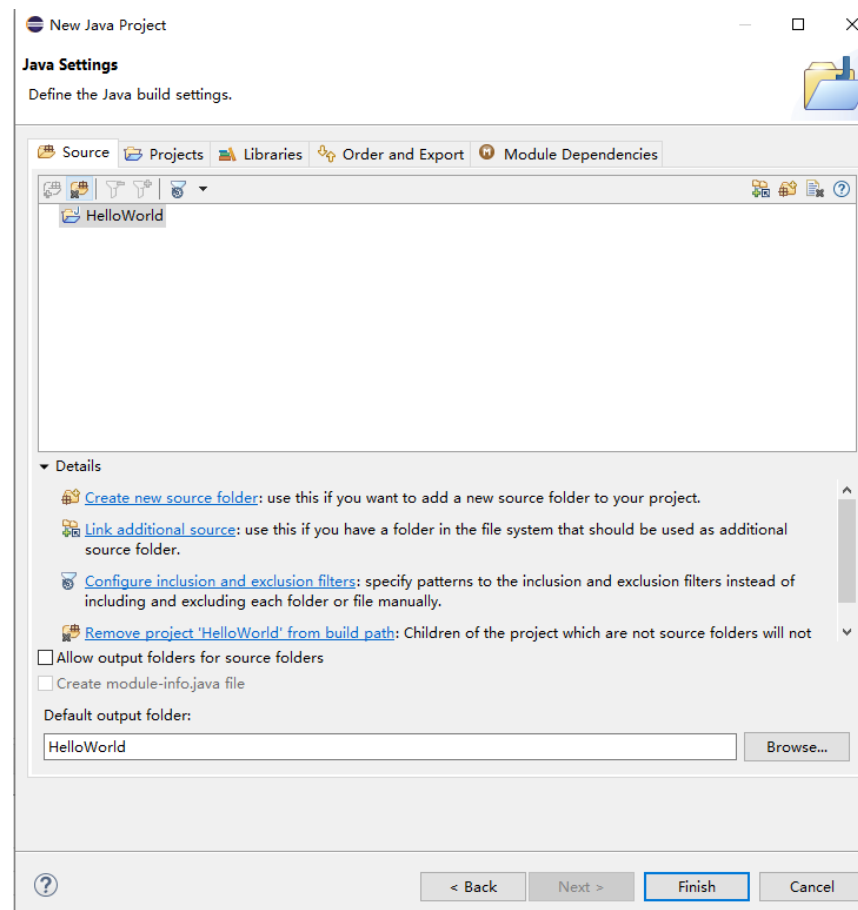 New Java Project
Java Settings
Define the Java build settings.
Source Projects Libraries Order and Export Module Dependencies
HelloWorld
Details
Create new source folder: use this if you want to add a new source folder to your project.
Link additional source: use this if you have a folder in the file system that should be used as additional
source folder.
Configure inclusion and exclusion filters: specify patterns to the inclusion and exclusion filters instead of
including and excluding each folder or file manually.
Remove project 'HelloWorld' from build path: Children of the project which are not source folders will not
Allow output folders for source folders
Create module-info.java file
Default output folder:
HelloWorld Browse...
< Back Next > Finish Cancel